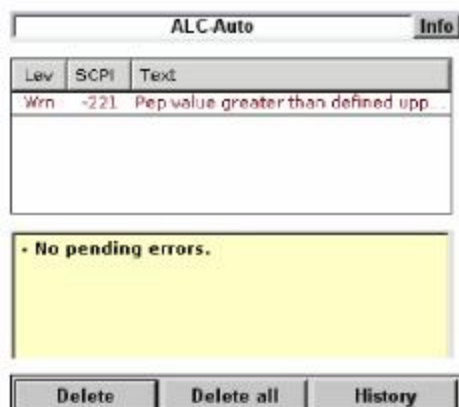 ALC-Auto Info
Lev SCPI Text
Wrn -221 Pep value greater than defined upp...
- No pending errors.
Delete Delete all History